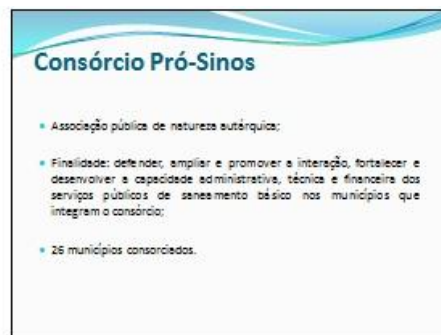 Consórcio Pró-Sinos
• Associação pública de natureza autárquica;
• Finalidade: defender, ampliar e promover a interação, fortalecer e
desenvolver a capacidade administrativa, técnica e financeira dos
serviços públicos de saneamento básico nos municípios que
integram o consórcio;
• 26 municípios consorciados.